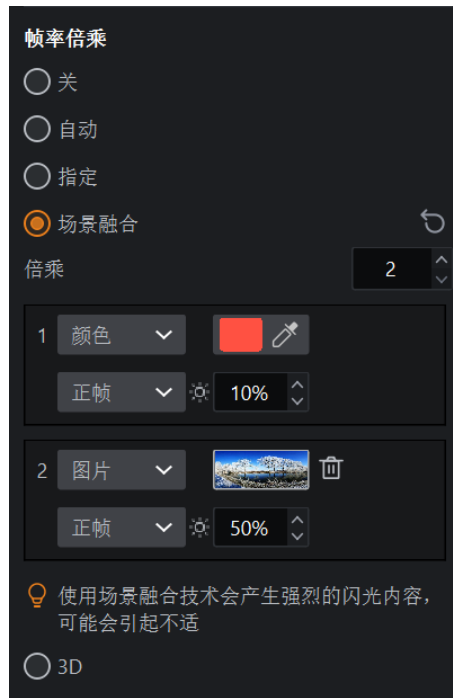 帧率倍乘
关
自动
指定
场景融合
倍乘 2
1 颜色
正帧 10%
2 图片
正帧 50%
使用场景融合技术会产生强烈的闪光内容，
可能会引起不适
3D